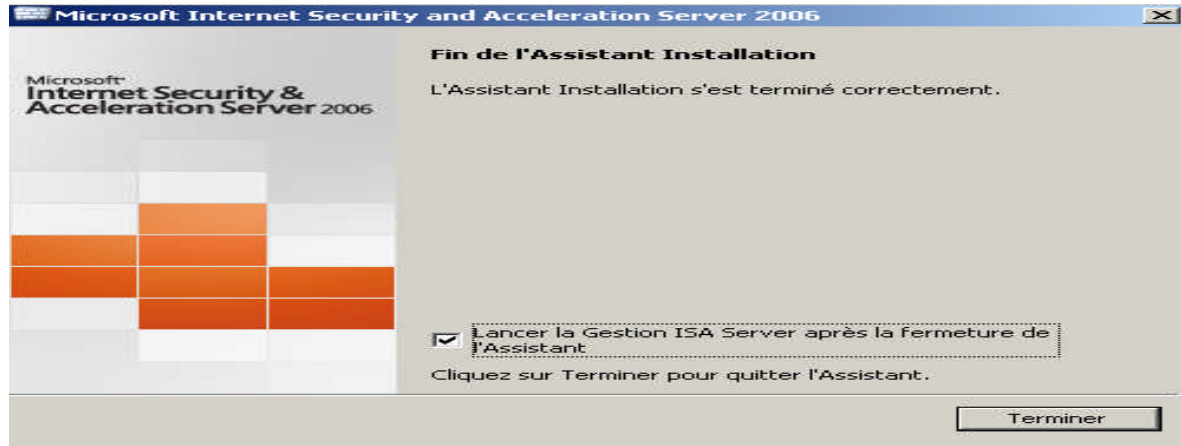 Microsoft Internet Security and Acceleration Server 2006
Microsoft
Internet Security &
Acceleration Server 2006
Fin de l'Assistant Installation
L'Assistant Installation s'est terminé correctement.
Lancer la Gestion ISA Server après la fermeture de
l'Assistant
Cliquez sur Terminer pour quitter l'Assistant.
Terminer